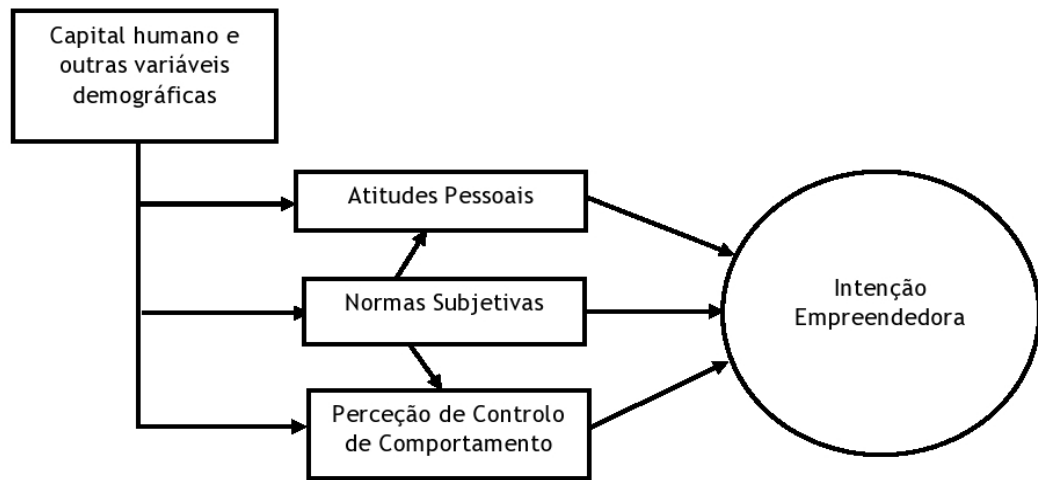 Capital humano e
outras variáveis
demográficas
Atitudes Pessoais
Normas Subjetivas
Perceção de Controlo
de Comportamento
Intenção
Empreendedora